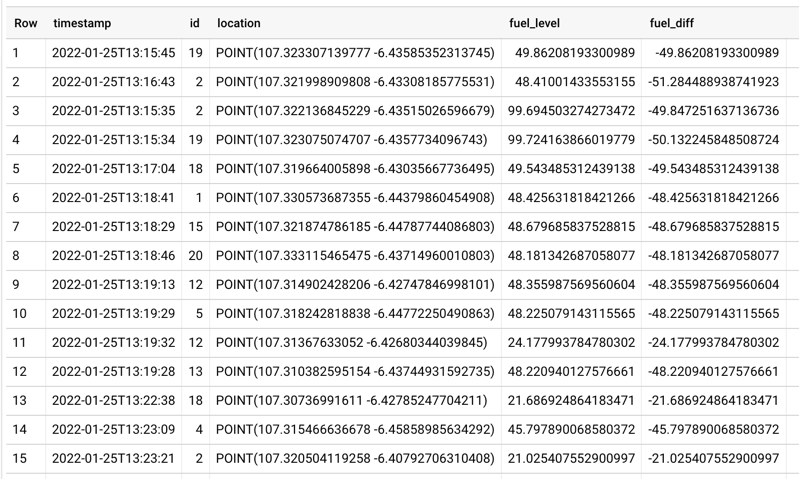 Row timestamp id location fuel_level fuel_diff
1 2022-01-25T13:15:45 19 POINT(107.323307139777 -6.43585352313745) 49.86208193300989 -49.86208193300989
2 2022-01-25T13:16:43 2 POINT(107.321998909808 -6.43308185775531) 48.41001433553155 -51.284488938741923
3 2022-01-25T13:15:35 2 POINT(107.322136845229 -6.43515026596679) 99.694503274273472 -49.847251637136736
4 2022-01-25T13:15:34 19 POINT(107.323075074707 -6.4357734096743) 99.724163866019779 -50.132245848508724
5 2022-01-25T13:17:04 18 POINT(107.319664005898 -6.43035667736495) 49.543485312439138 -49.543485312439138
6 2022-01-25T13:18:41 1 POINT(107.330573687355 -6.44379860454908) 48.425631818421266 -48.425631818421266
7 2022-01-25T13:18:29 15 POINT(107.321874786185 -6.44787744086803) 48.679685837528815 -48.679685837528815
8 2022-01-25T13:18:46 20 POINT(107.333115465475 -6.43714960010803) 48.181342687058077 -48.181342687058077
9 2022-01-25T13:19:13 12 POINT(107.314902428206 -6.42747846998101) 48.355987569560604 -48.355987569560604
10 2022-01-25T13:19:29 5 POINT(107.318242818838 -6.44772250490863) 48.225079143115565 -48.225079143115565
11 2022-01-25T13:19:32 12 POINT(107.31367633052 -6.42680344039845) 24.177993784780302 -24.177993784780302
12 2022-01-25T13:19:28 13 POINT(107.310382595154 -6.43744931592735) 48.220940127576661 -48.220940127576661
13 2022-01-25T13:22:38 18 POINT(107.30736991611 -6.42785247704211) 21.686924864183471 -21.686924864183471
14 2022-01-25T13:23:09 4 POINT(107.315466636678 -6.45858985634292) 45.797890068580372 -45.797890068580372
15 2022-01-25T13:23:21 2 POINT(107.320504119258 -6.40792706310408) 21.025407552900997 -21.025407552900997